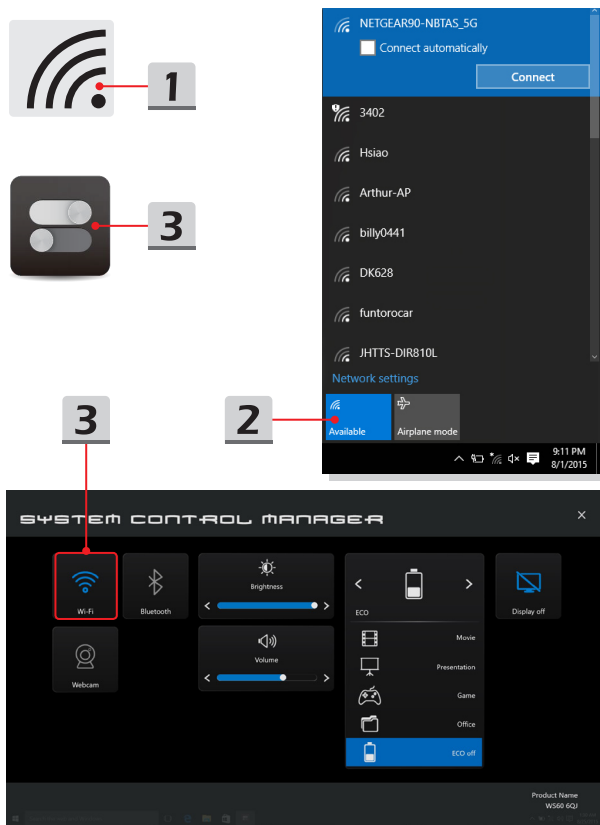 1
NETGEAR90-NBTAS_5G
Connect automatically
Connect
3402
Hsiao
Arthur-AP
billy0441
DK628
funtorocar
JHTTS-DIR810L
Network settings
Available
Airplane mode
9:11 PM
8/1/2015
3
2
3
SYSTEM CONTROL MANAGER
Wi-Fi
Bluetooth
Brightness
ECO
Display off
Webcam
Volume
Movie
Presentation
Game
Office
ECO off
Product Name
WS60 6QJ